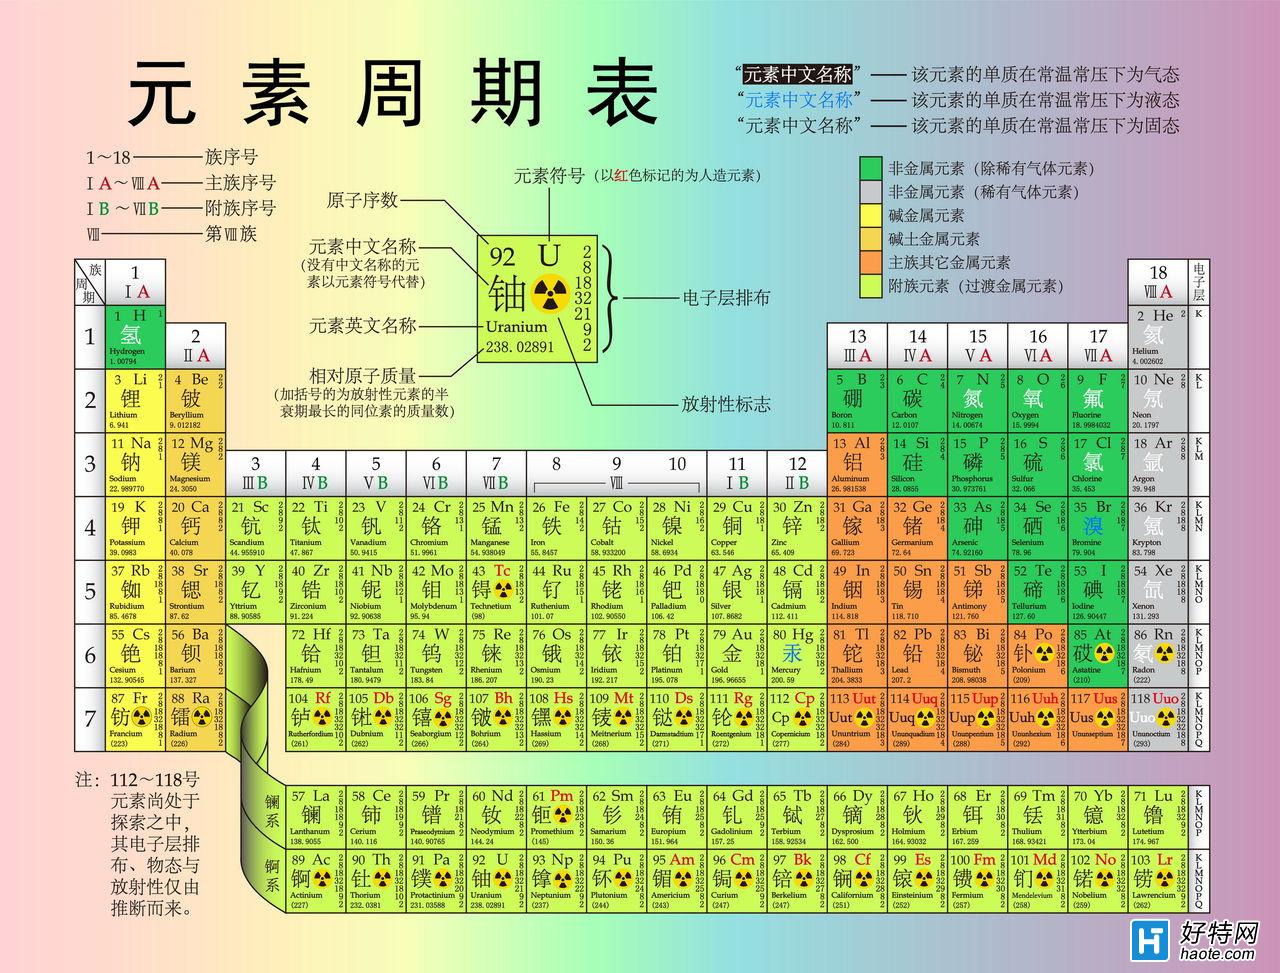 元素周期表
“元素中文名称” —— 该元素的单质在常温常压下为气态
“元素中文名称” —— 该元素的单质在常温常压下为液态
“元素中文名称” —— 该元素的单质在常温常压下为固态
1～18 —— 族序号
ⅠA～ⅦA —— 主族序号
ⅠB～ⅦB —— 附族序号
Ⅷ —— 第Ⅷ族
元素符号 (以红色标记的为人造元素)
原子序数
元素中文名称
(没有中文名称的元
素以元素符号代替)
元素英文名称
相对原子质量
(加括号的为放射性元素的半
衰期最长的同位素的质量数)
92 U
铀
Uranium
238.02891
2
8
18
32
21
9
2
电子层排布
放射性标志
非金属元素 (除稀有气体元素)
非金属元素 (稀有气体元素)
碱金属元素
碱土金属元素
主族其它金属元素
附族元素 (过渡金属元素)
族 周期 1 ⅠA 18 ⅧA 电子层
1
1 H 2 He K
氢 氦
Hydrogen Helium
1.00794 4.002602
2 ⅡA 13 ⅢA 14 ⅣA 15 ⅤA 16 ⅥA 17 ⅦA
2
3 Li 4 Be 5 B 6 C 7 N 8 O 9 F 10 Ne KL
锂 铍 硼 碳 氮 氧 氟 氖
Lithium Beryllium Boron Carbon Nitrogen Oxygen Fluorine Neon
6.941 9.012182 10.811 12.0107 14.00674 15.9994 18.9984032 20.1797
3
11 Na 12 Mg 13 Al 14 Si 15 P 16 S 17 Cl 18 Ar KLM
钠 镁 铝 硅 磷 硫 氯 氩
Sodium Magnesium Aluminum Silicon Phosphorus Sulfur Chlorine Argon
22.989770 24.3050 26.981538 28.0855 30.973761 32.066 35.453 39.948
3 ⅢB 4 ⅣB 5 ⅤB 6 ⅥB 7 ⅦB 8 9 10 Ⅷ 11 ⅠB 12 ⅡB
4
19 K 20 Ca 21 Sc 22 Ti 23 V 24 Cr 25 Mn 26 Fe 27 Co 28 Ni 29 Cu 30 Zn 31 Ga 32 Ge 33 As 34 Se 35 Br 36 Kr KLMN
钾 钙 钪 钛 钒 铬 锰 铁 钴 镍 铜 锌 镓 锗 砷 硒 溴 氪
Potassium Calcium Scandium Titanium Vanadium Chromium Manganese Iron Cobalt Nickel Copper Zinc Gallium Germanium Arsenic Selenium Bromine Krypton
39.0983 40.078 44.955910 47.867 50.9415 51.9961 54.938049 55.8457 58.933200 58.6934 63.546 65.409 69.723 72.64 74.92160 78.96 79.904 83.798
5
37 Rb 38 Sr 39 Y 40 Zr 41 Nb 42 Mo 43 Tc 44 Ru 45 Rh 46 Pd 47 Ag 48 Cd 49 In 50 Sn 51 Sb 52 Te 53 I 54 Xe KLMNO
铷 锶 钇 锆 铌 钼 锝 钌 铑 钯 银 镉 铟 锡 锑 碲 碘 氙
Rubidium Strontium Yttrium Zirconium Niobium Molybdenum Technetium Ruthenium Rhodium Palladium Silver Cadmium Indium Tin Antimony Tellurium Iodine Xenon
85.4678 87.62 88.90585 91.224 92.90638 95.94 (98) 101.07 102.90550 106.42 107.8682 112.411 114.818 118.710 121.760 127.60 126.90447 131.293
6
55 Cs 56 Ba 72 Hf 73 Ta 74 W 75 Re 76 Os 77 Ir 78 Pt 79 Au 80 Hg 81 Tl 82 Pb 83 Bi 84 Po 85 At 86 Rn KLMNOP
铯 钡 铪 钽 钨 铼 锇 铱 铂 金 汞 铊 铅 铋 钋 砹 氡
Cesium Barium Hafnium Tantalum Tungsten Rhenium Osmium Iridium Platinum Gold Mercury Thallium Lead Bismuth Polonium Astatine Radon
132.90545 137.327 178.49 180.9479 183.84 186.207 190.23 192.217 195.078 196.96655 200.59 204.3833 207.2 208.98038 (209) (210) (222)
7
87 Fr 88 Ra 104 Rf 105 Db 106 Sg 107 Bh 108 Hs 109 Mt 110 Ds 111 Rg 112 Cp 113 Uut 114 Uuq 115 Uup 116 Uuh 117 Uus 118 Uuo KLMNOPQ
钫 镭 𬬻 𬭊 𬭳 𬭛 𬭶 鿏 𫟼 𬬭 Cp Uut Uuq Uup Uuh Uus Uuo
Francium Radium Rutherfordium Dubnium Seaborgium Bohrium Hassium Meitnerium Darmstadtium Roentgenium Copernicium Ununtrium Ununquadium Ununpentium Ununhexium Ununseptium Ununoctium
(223) (226) (261) (262) (266) (264) (269) (268) (271) (272) (277) (284) (289) (288) (292) (293)
注：112～118号
元素尚处于
探索之中，
其电子层排
布、物态与
放射性仅由
推断而来。
镧系
57 La 58 Ce 59 Pr 60 Nd 61 Pm 62 Sm 63 Eu 64 Gd 65 Tb 66 Dy 67 Ho 68 Er 69 Tm 70 Yb 71 Lu KLMNOP
镧 铈 镨 钕 钷 钐 铕 钆 铽 镝 钬 铒 铥 镱 镥
Lanthanum Cerium Praseodymium Neodymium Promethium Samarium Europium Gadolinium Terbium Dysprosium Holmium Erbium Thulium Ytterbium Lutetium
138.9055 140.116 140.90765 144.24 (145) 150.36 151.964 157.25 158.92534 162.500 164.93032 167.259 168.93421 173.04 174.967
锕系
89 Ac 90 Th 91 Pa 92 U 93 Np 94 Pu 95 Am 96 Cm 97 Bk 98 Cf 99 Es 100 Fm 101 Md 102 No 103 Lr KLMNOPQ
锕 钍 镤 铀 镎 钚 镅 锔 锫 锎 锿 镄 钔 锘 铹
Actinium Thorium Protactinium Uranium Neptunium Plutonium Americium Curium Berkelium Californium Einsteinium Fermium Mendelevium Nobelium Lawrencium
(227) 232.0381 231.03588 238.02891 (237) (244) (243) (247) (247) (251) (252) (257) (258) (259) (262)
好特网
haote.com